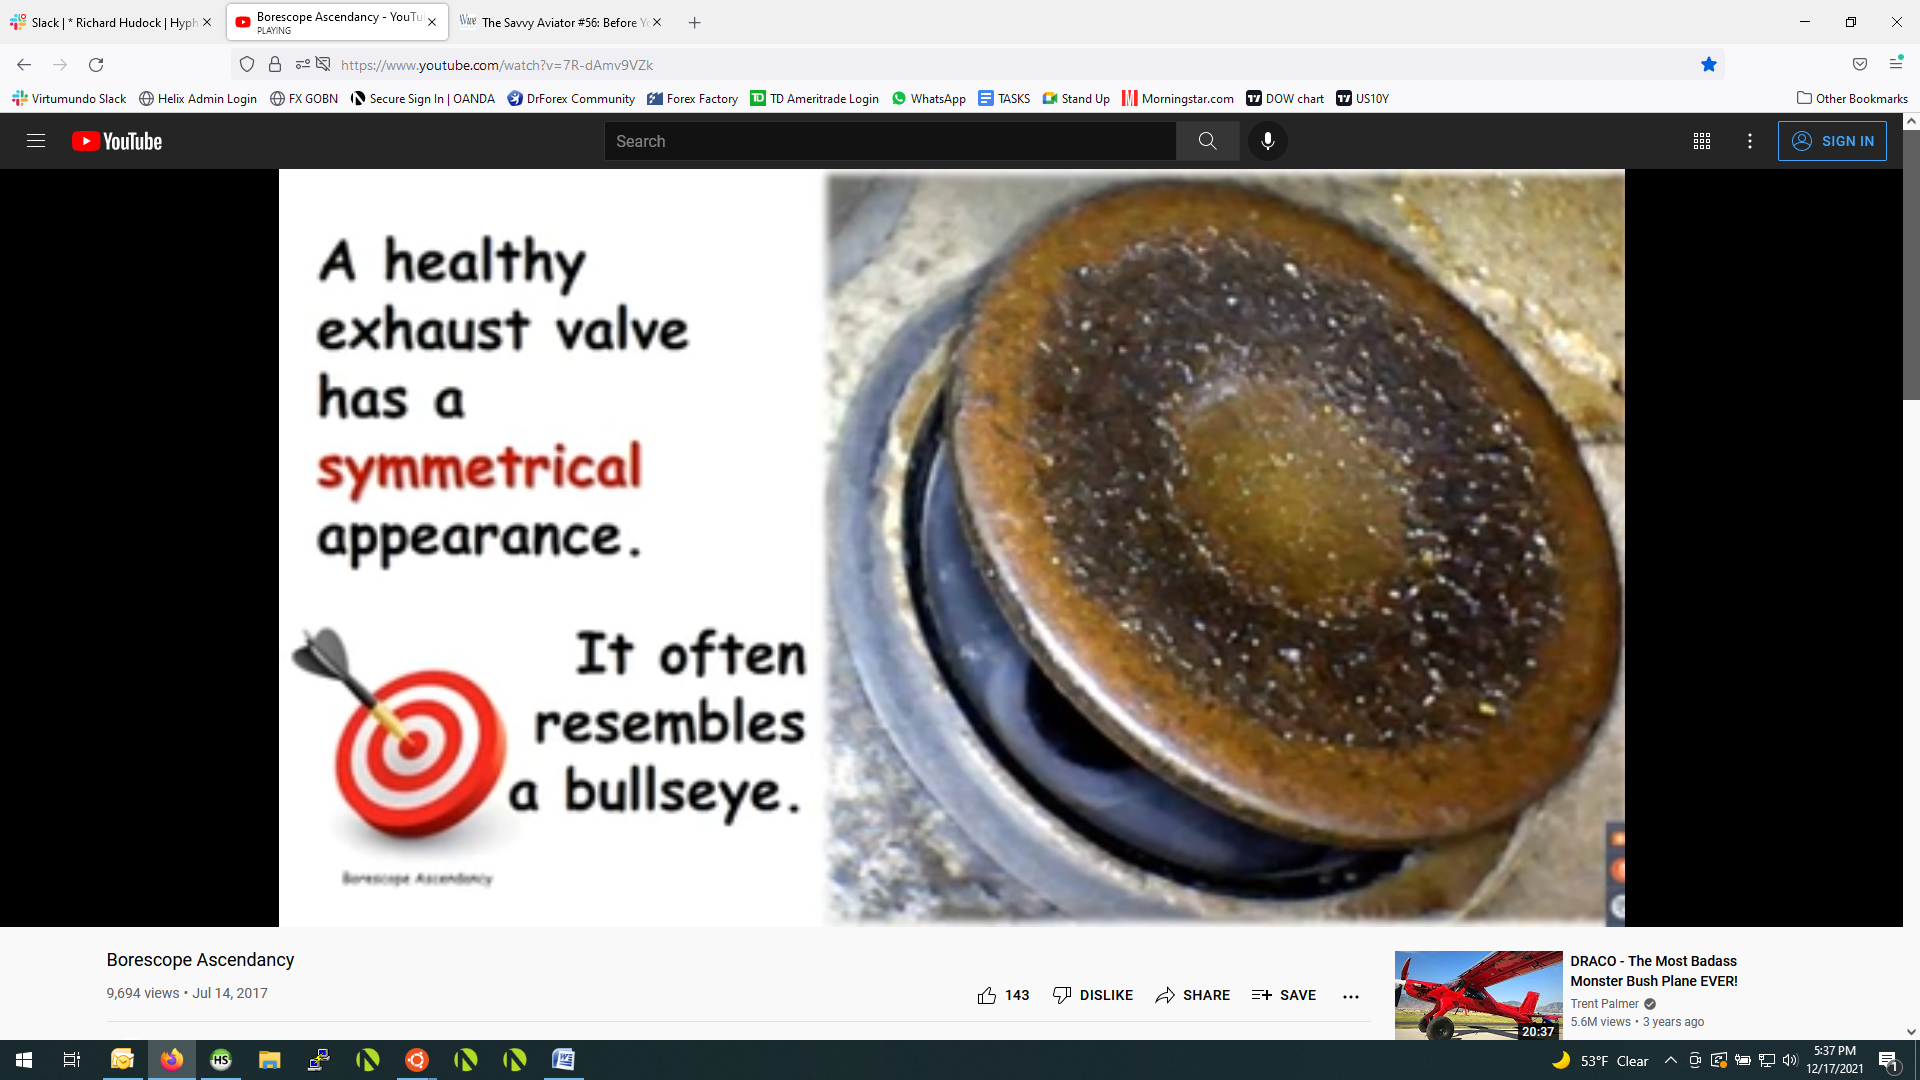 Slack | * Richard Hudock | Hyph
Borescope Ascendancy - YouTu
PLAYING
The Savvy Aviator #56: Before Yo
https://www.youtube.com/watch?v=7R-dAmv9VZk
Virtumundo Slack
Helix Admin Login
FX GOBN
Secure Sign In | OANDA
DrForex Community
Forex Factory
TD Ameritrade Login
WhatsApp
TASKS
Stand Up
Morningstar.com
DOW chart
US10Y
Other Bookmarks
YouTube
Search
SIGN IN
A healthy
exhaust valve
has a
symmetrical
appearance.
It often
resembles
a bullseye.
Borescope Ascendancy
Borescope Ascendancy
9,694 views • Jul 14, 2017
143
DISLIKE
SHARE
SAVE
DRACO - The Most Badass
Monster Bush Plane EVER!
Trent Palmer
5.6M views • 3 years ago
20:37
53°F Clear
5:37 PM
12/17/2021
1